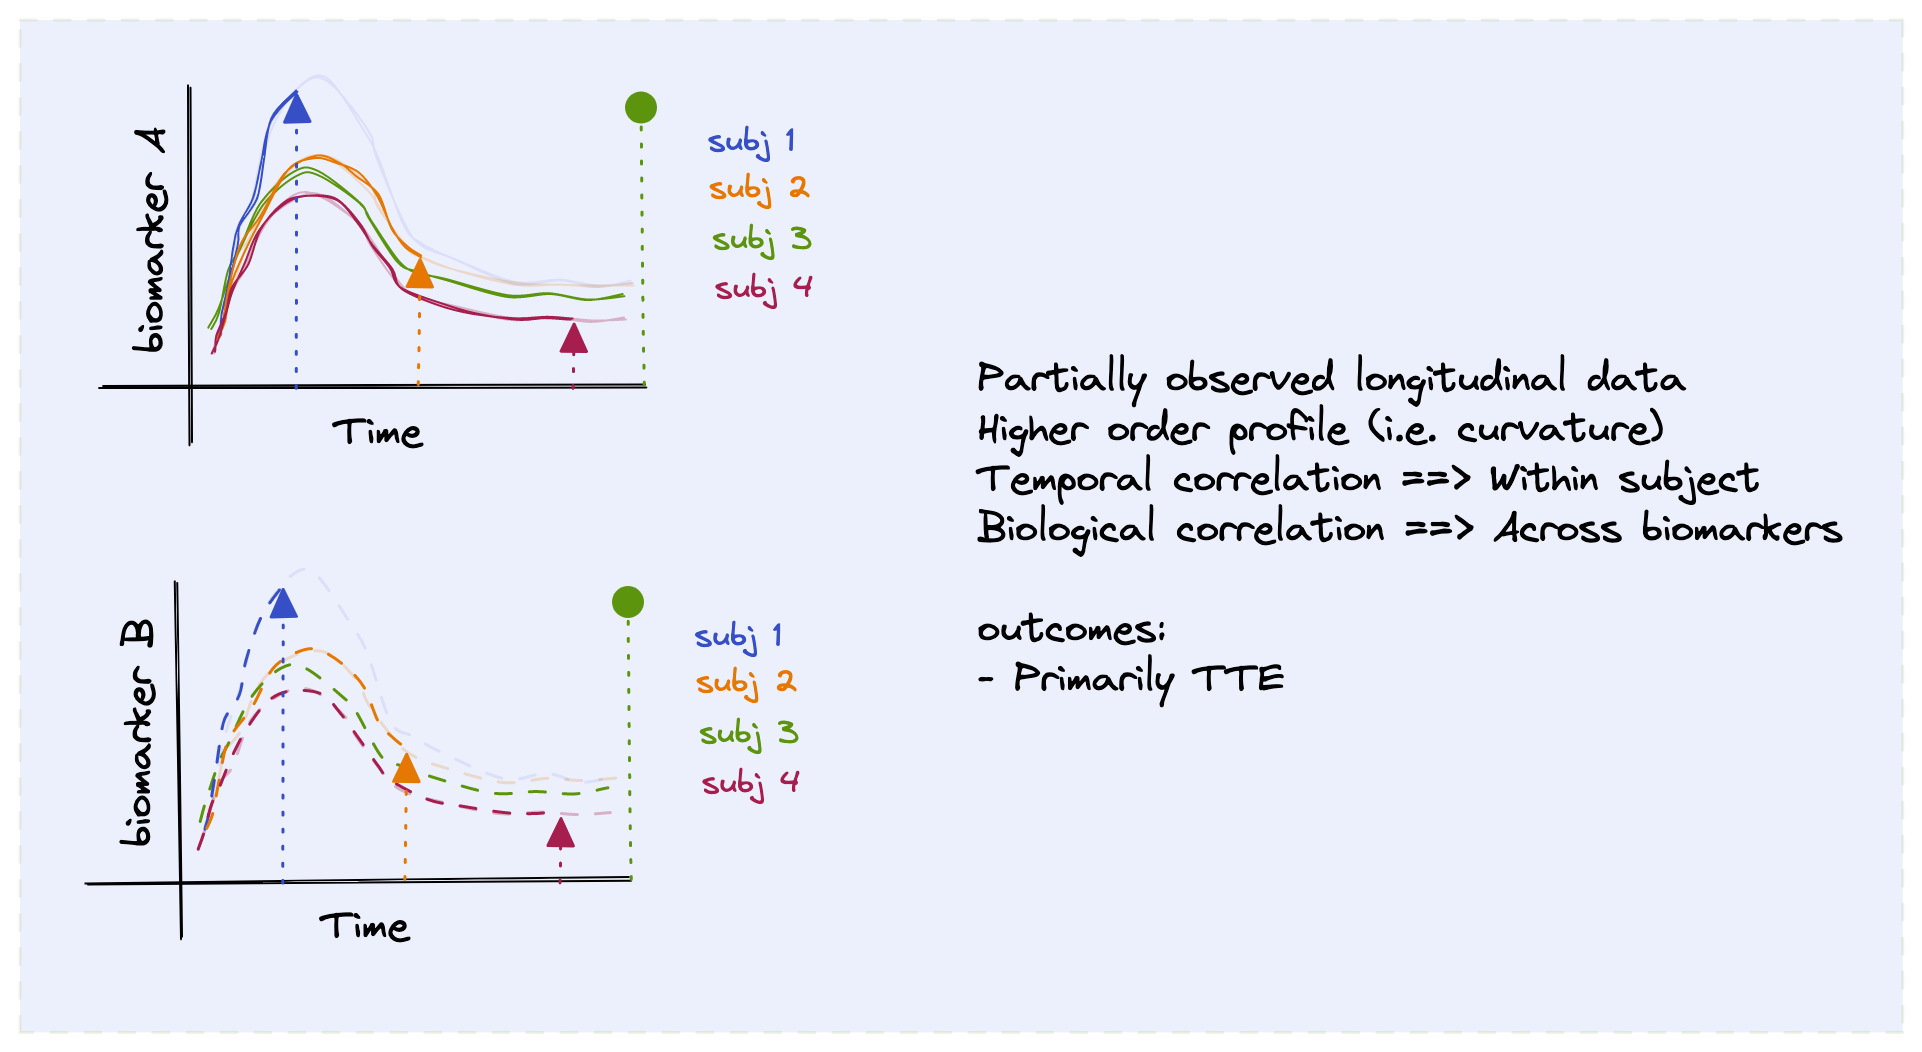 biomarker A
subj 1
subj 2
subj 3
subj 4
Time
biomarker B
subj 1
subj 2
subj 3
subj 4
Time
Partially observed longitudinal data
Higher order profile (i.e. curvature)
Temporal correlation ==> Within subject
Biological correlation ==> Across biomarkers
outcomes:
- Primarily TTE